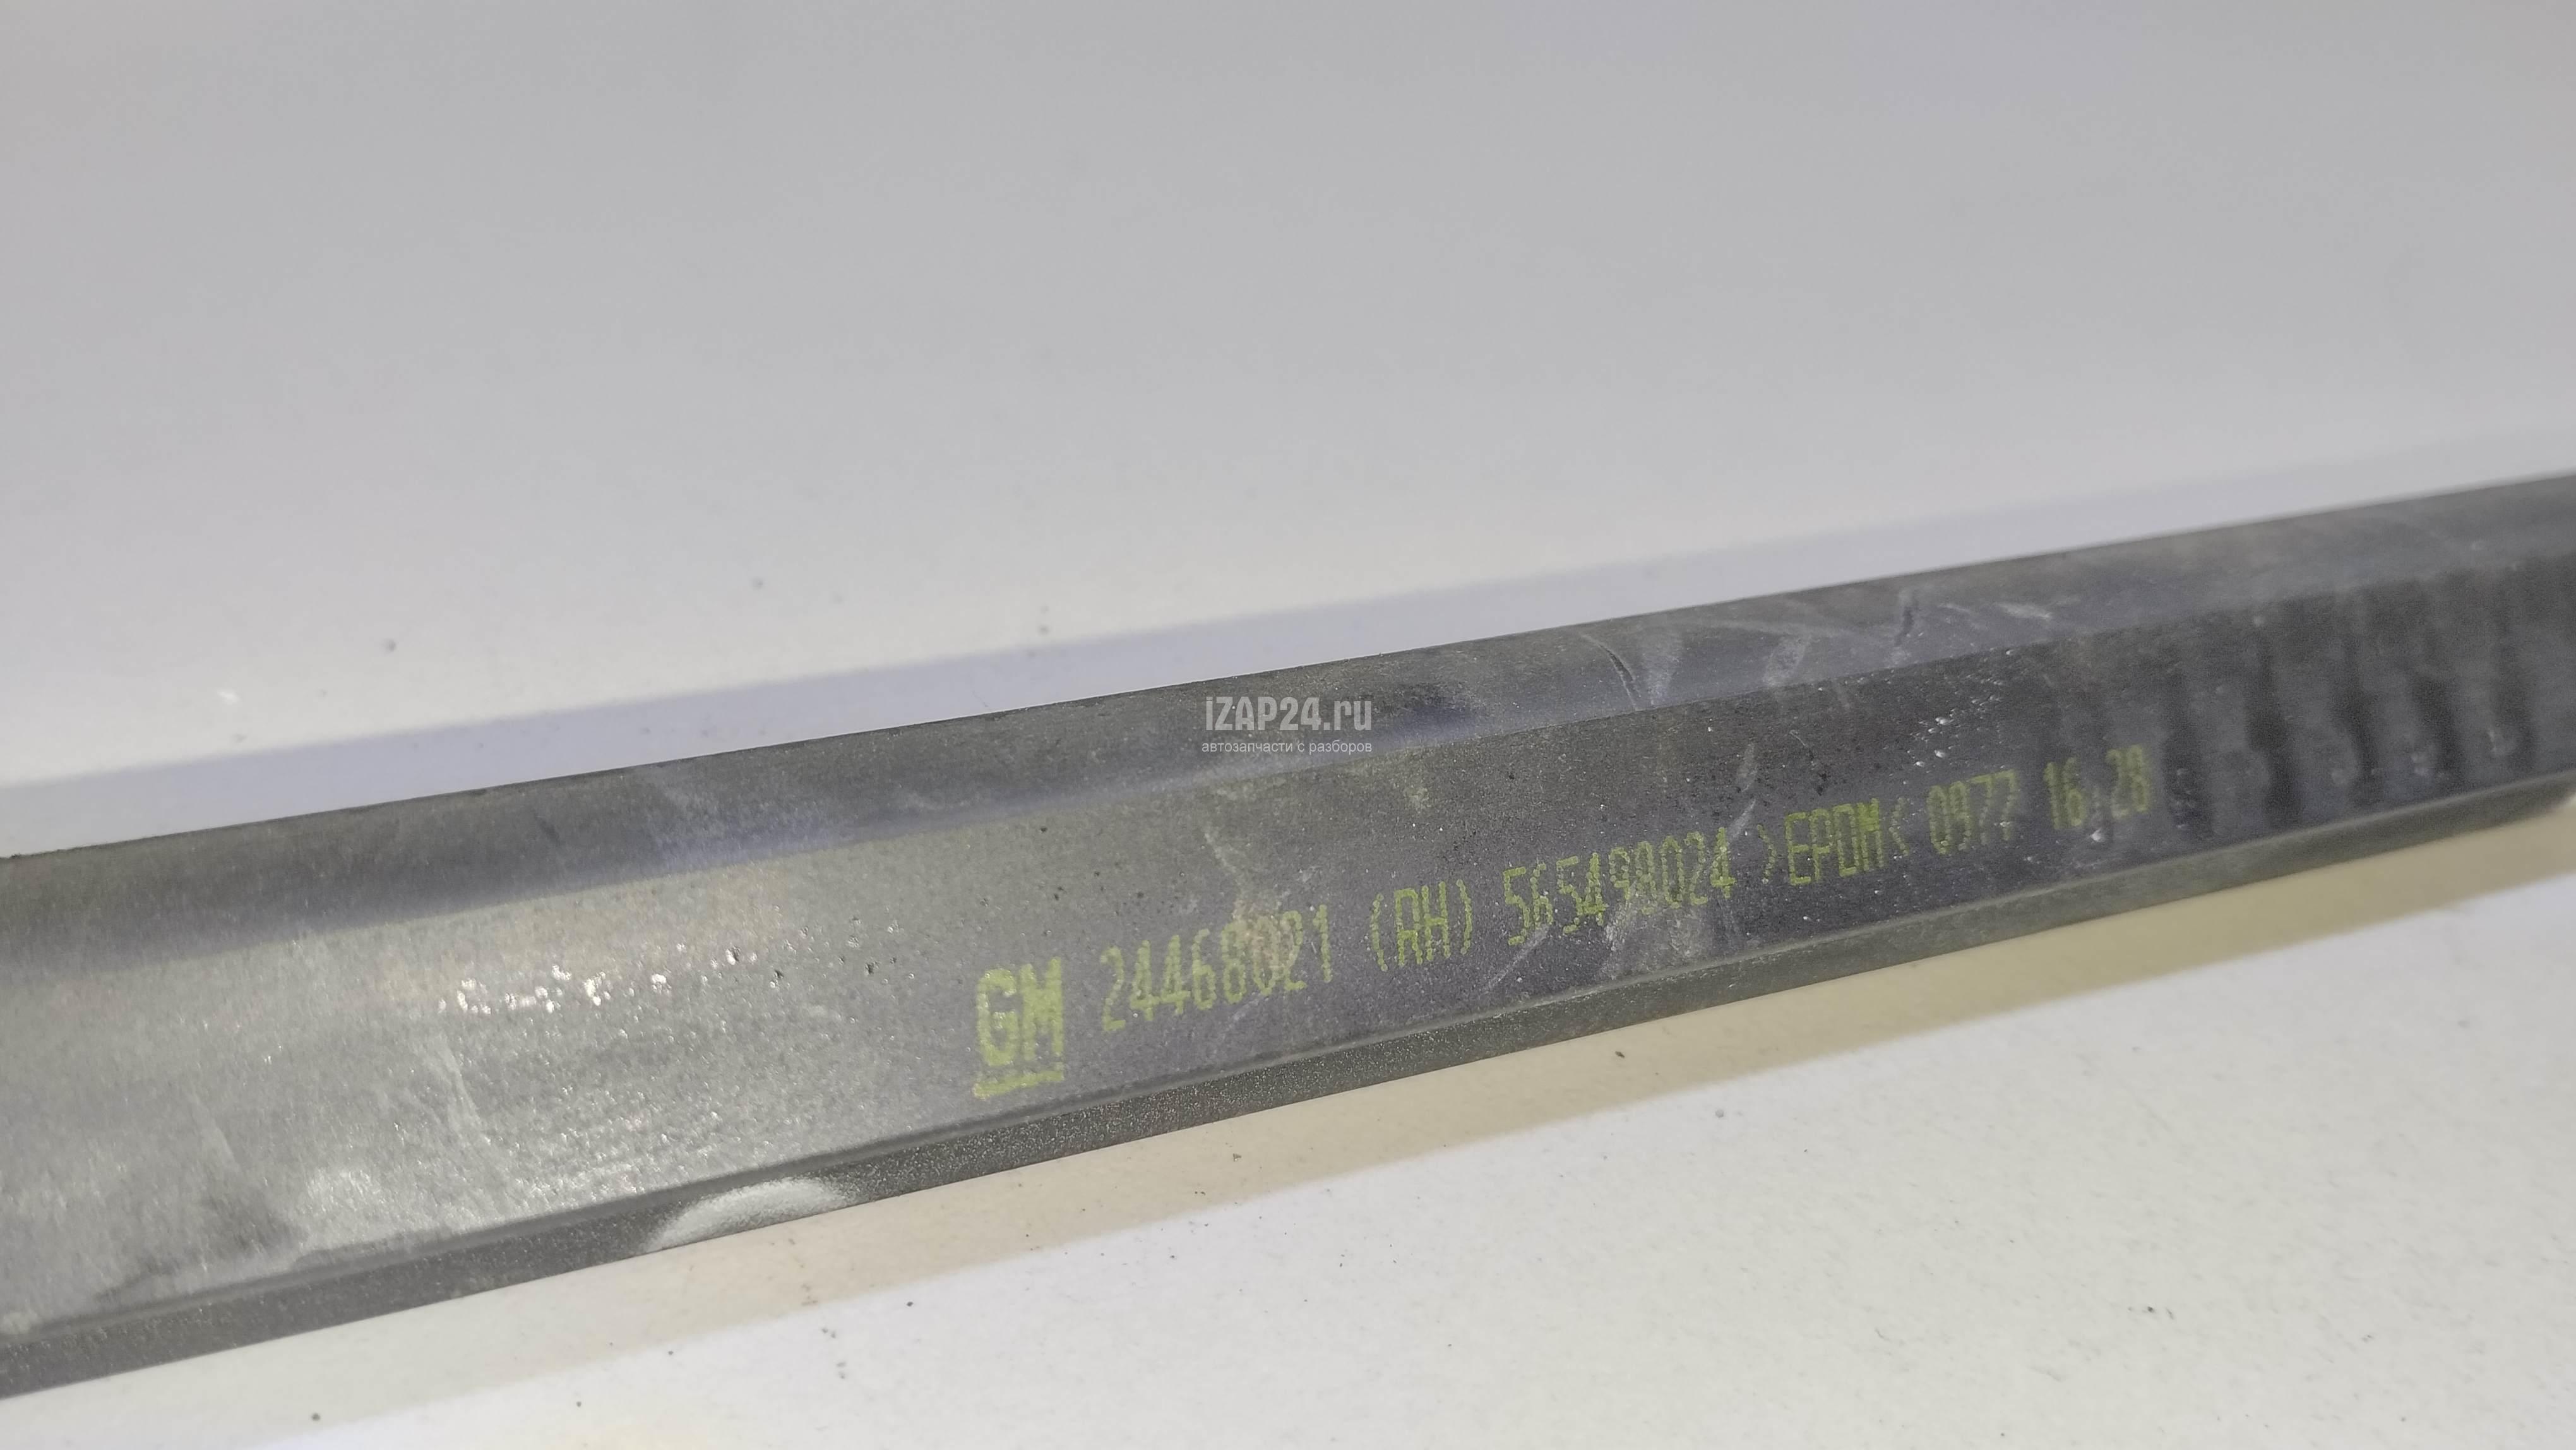 iZAP24.ru
автозапчасти с разборов
GM 24468021 (RH) 565498024 >EPDM< 0977 16:28